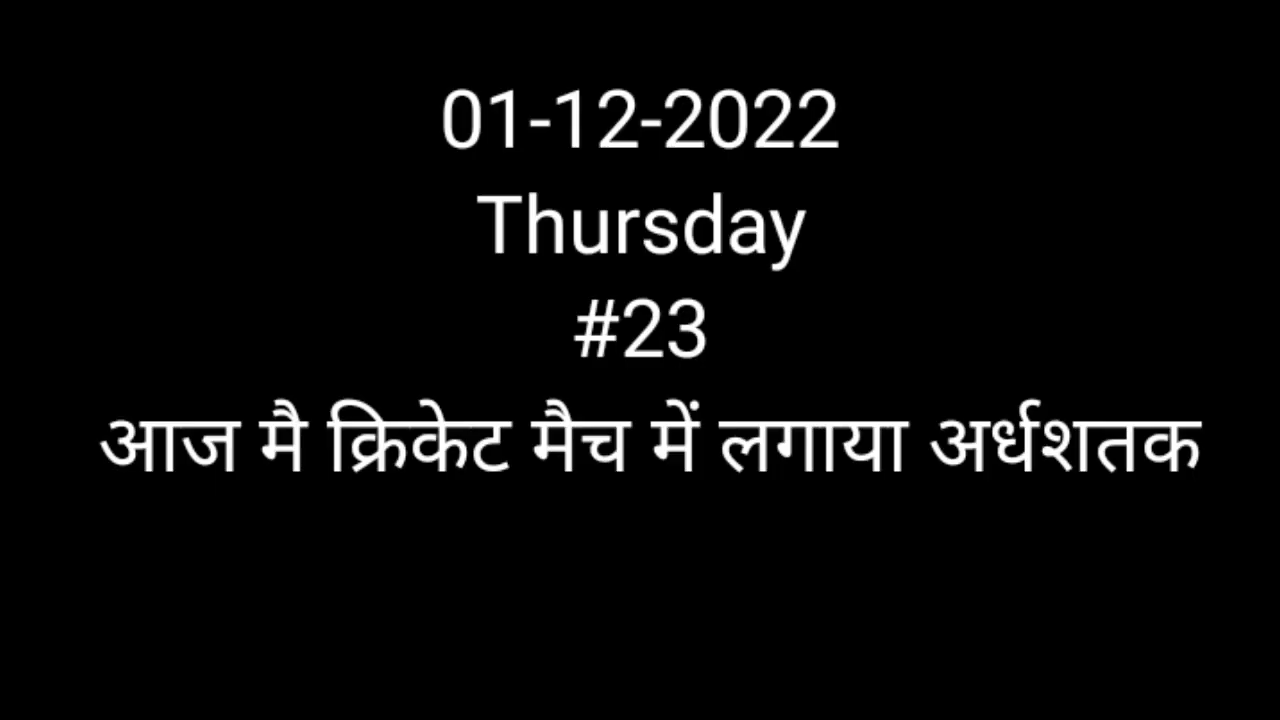 01-12-2022
Thursday
#23
आज मै क्रिकेट मैच में लगाया अर्धशतक